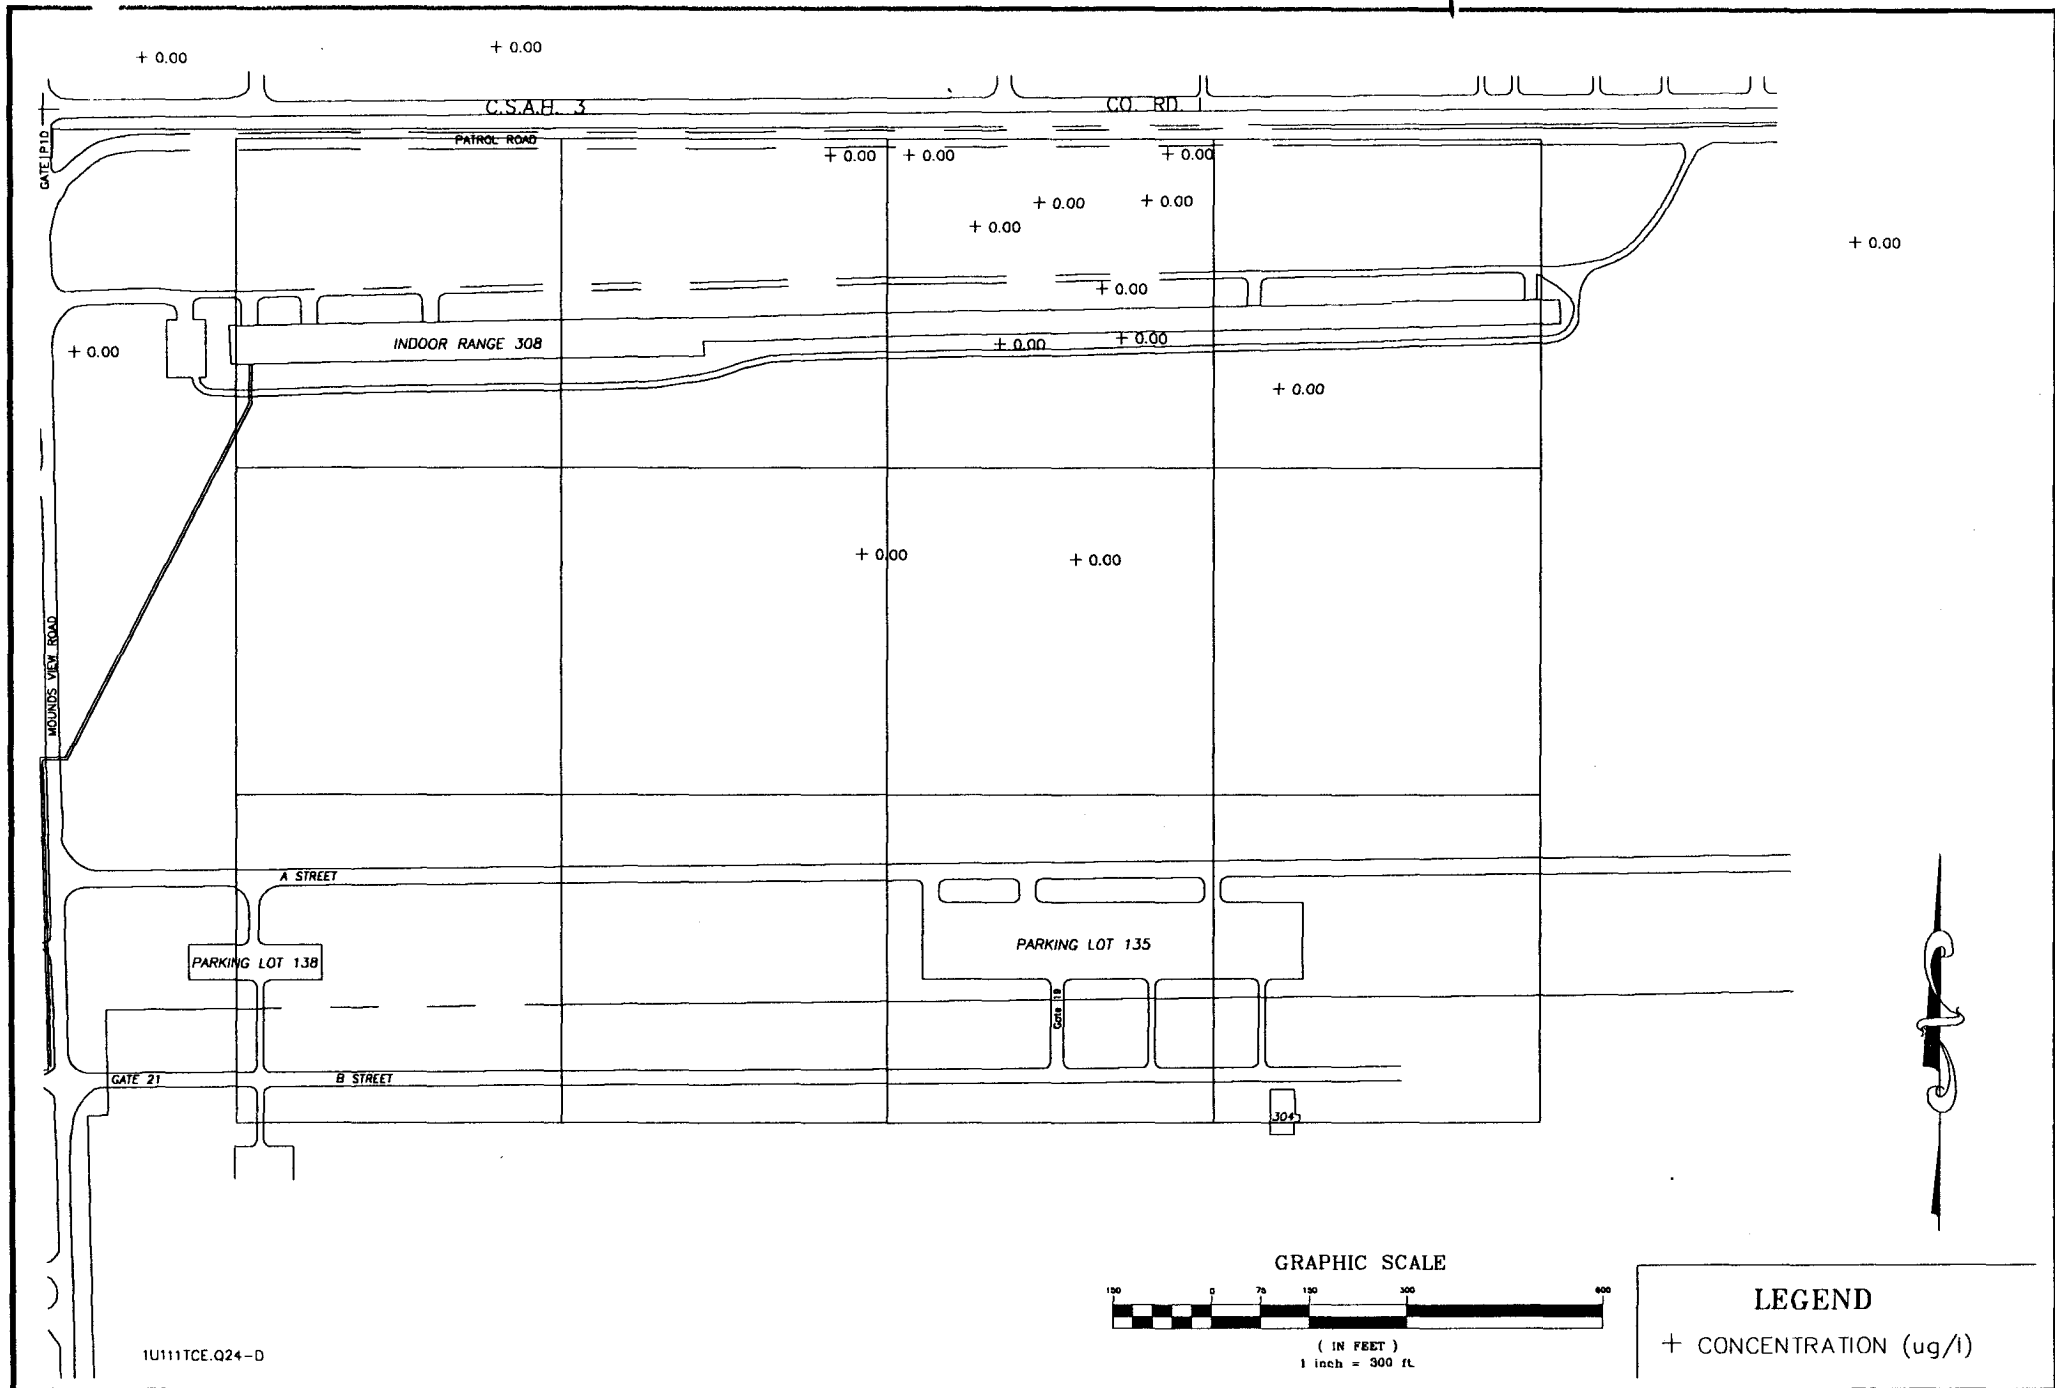 + 0.00
+ 0.00
C.S.A.H. 3
CO. RD. I
GATE P10
PATROL ROAD
+ 0.00
+ 0.00
+ 0.00
+ 0.00
+ 0.00
+ 0.00
+ 0.00
+ 0.00
INDOOR RANGE 308
+ 0.00
+ 0.00
+ 0.00
+ 0.00
+ 0.00
+ 0.00
MOUNDS VIEW ROAD
A STREET
PARKING LOT 138
PARKING LOT 135
Gate 19
GATE 21
B STREET
304
GRAPHIC SCALE
150 0 75 150 300 600
( IN FEET )
1 inch = 300 ft.
LEGEND
+ CONCENTRATION (ug/l)
1U111TCE.Q24-D